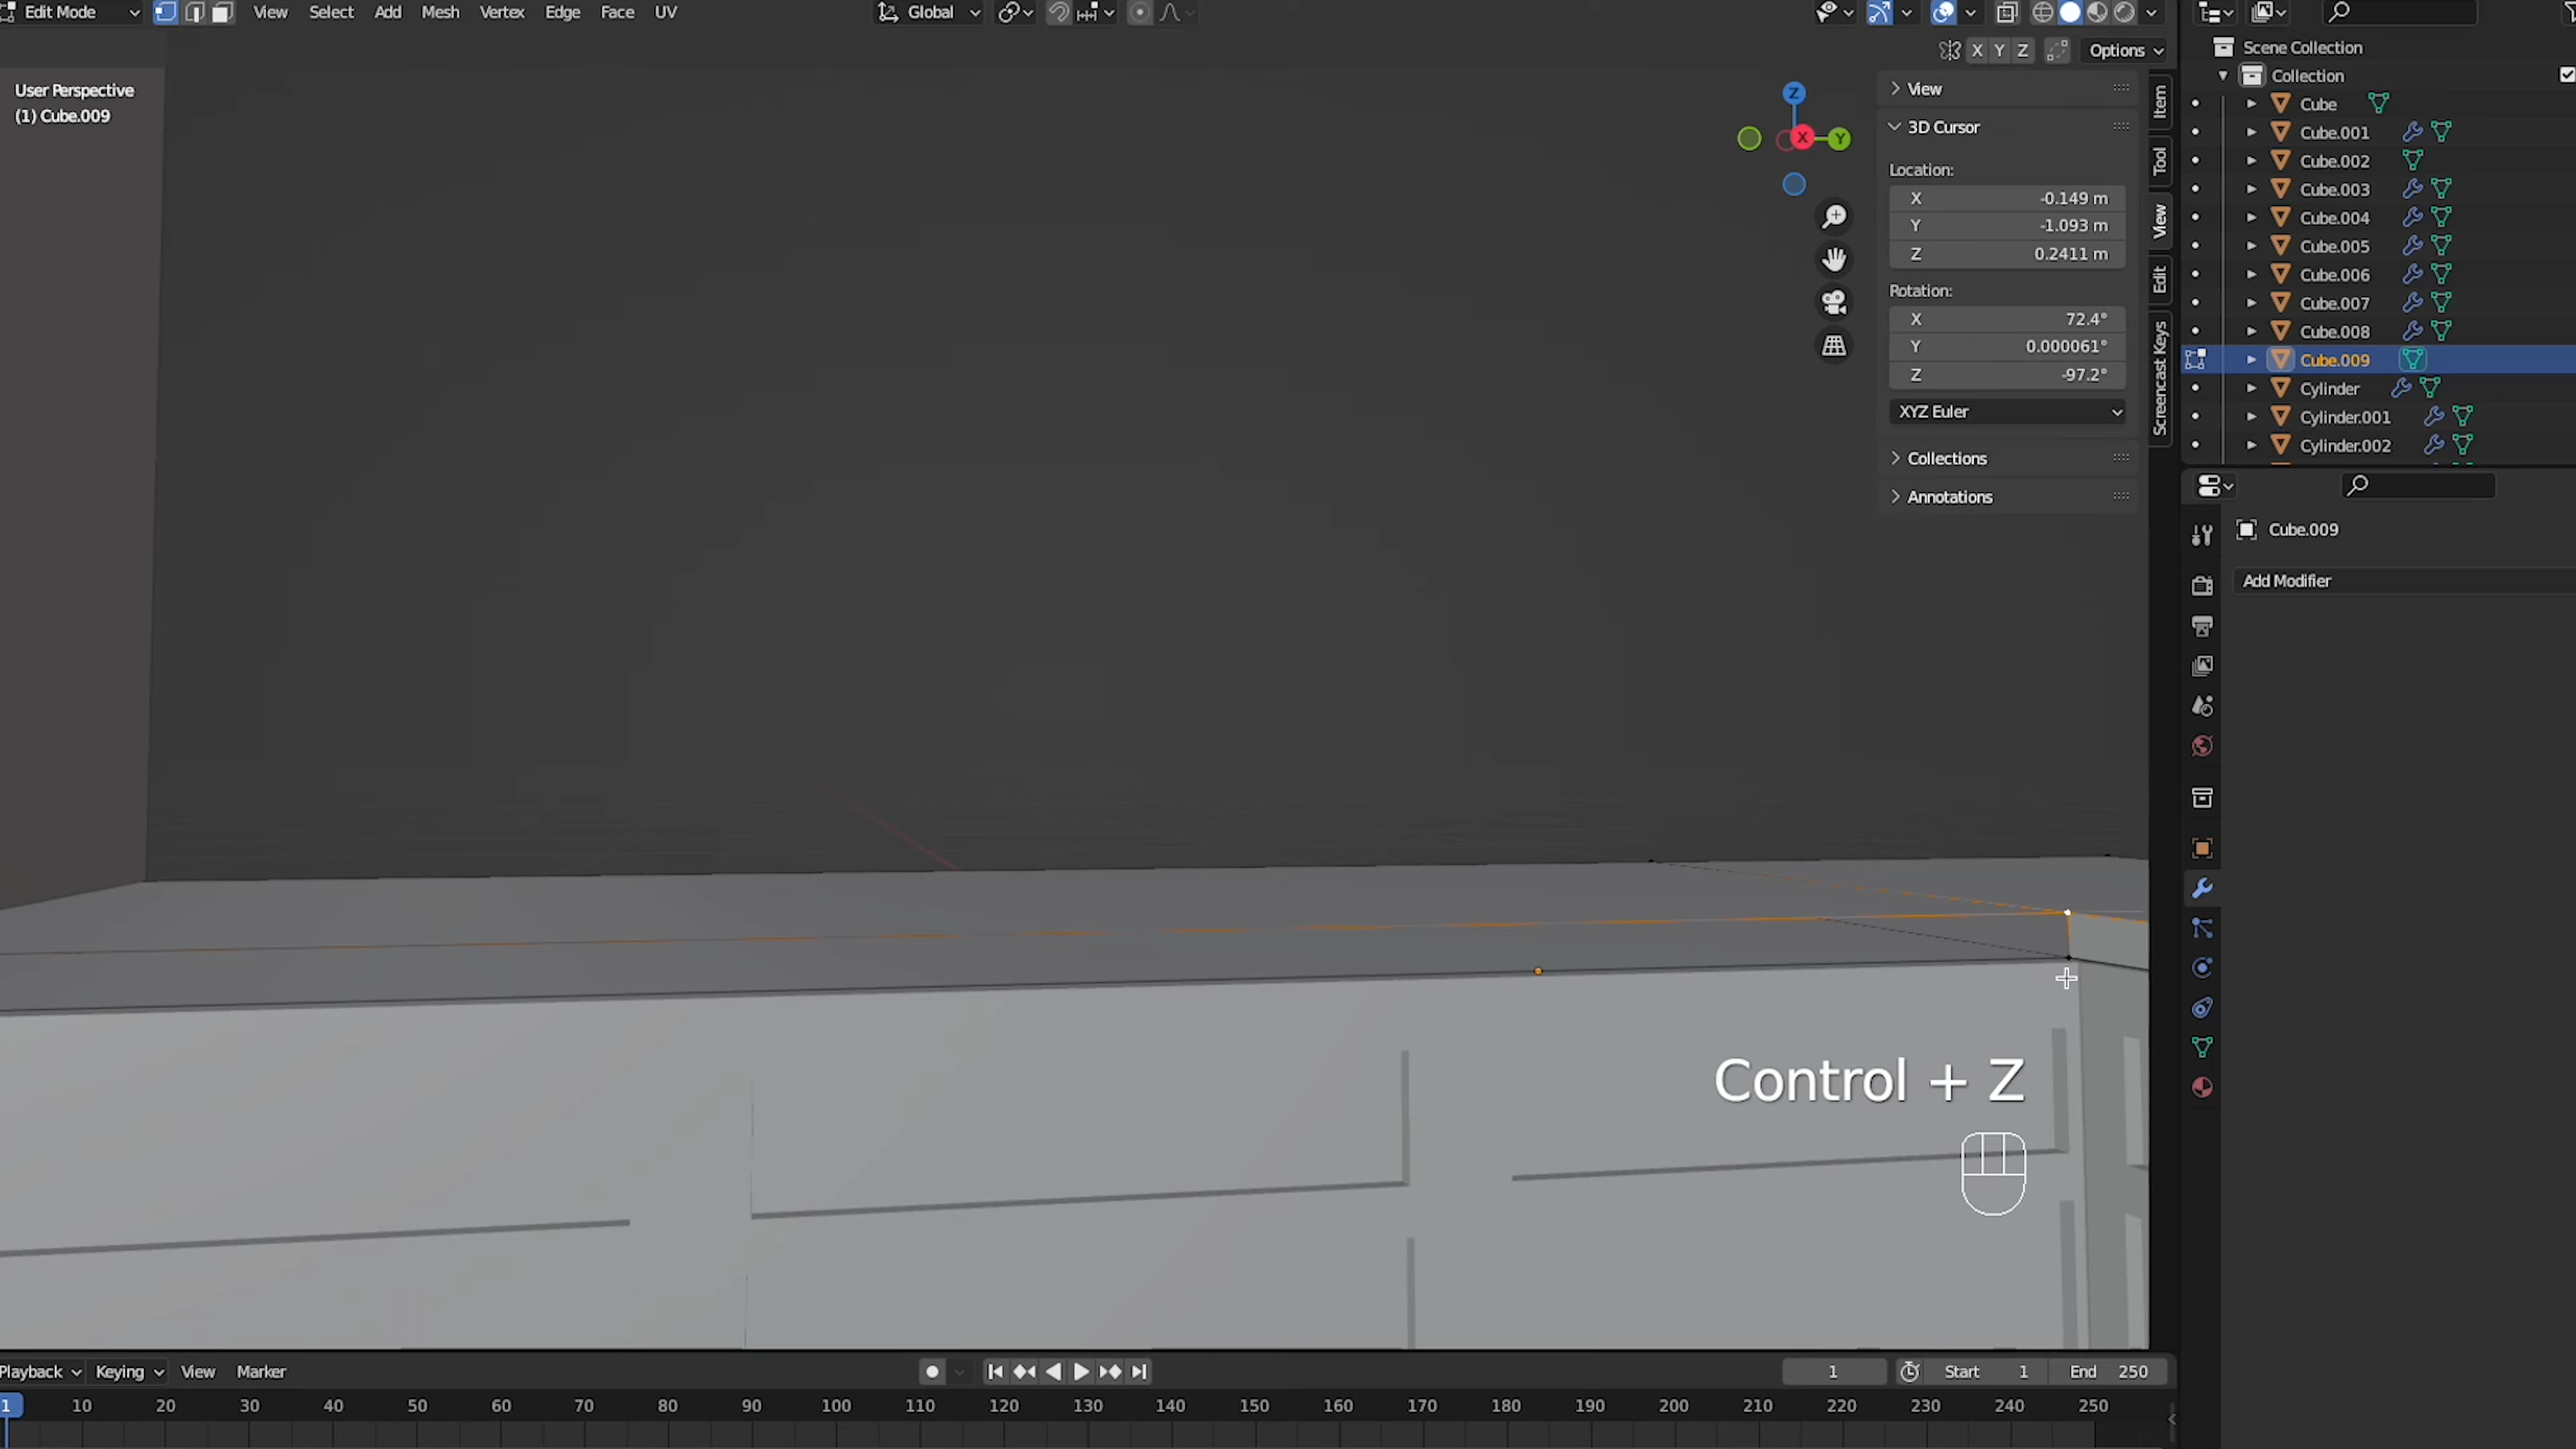 Edit Mode View Select Add Mesh Vertex Edge Face UV Global
X Y Z Options
User Perspective
(1) Cube.009
Z
X
Y
View
3D Cursor
Location:
X -0.149 m
Y -1.093 m
Z 0.2411 m
Rotation:
X 72.4°
Y 0.000061°
Z -97.2°
XYZ Euler
Collections
Annotations
Item
Tool
View
Edit
Screencast Keys
Scene Collection
Collection
Cube
Cube.001
Cube.002
Cube.003
Cube.004
Cube.005
Cube.006
Cube.007
Cube.008
Cube.009
Cylinder
Cylinder.001
Cylinder.002
Cube.009
Add Modifier
Control + Z
Playback Keying View Marker 1 Start 1 End 250
1 10 20 30 40 50 60 70 80 90 100 110 120 130 140 150 160 170 180 190 200 210 220 230 240 250